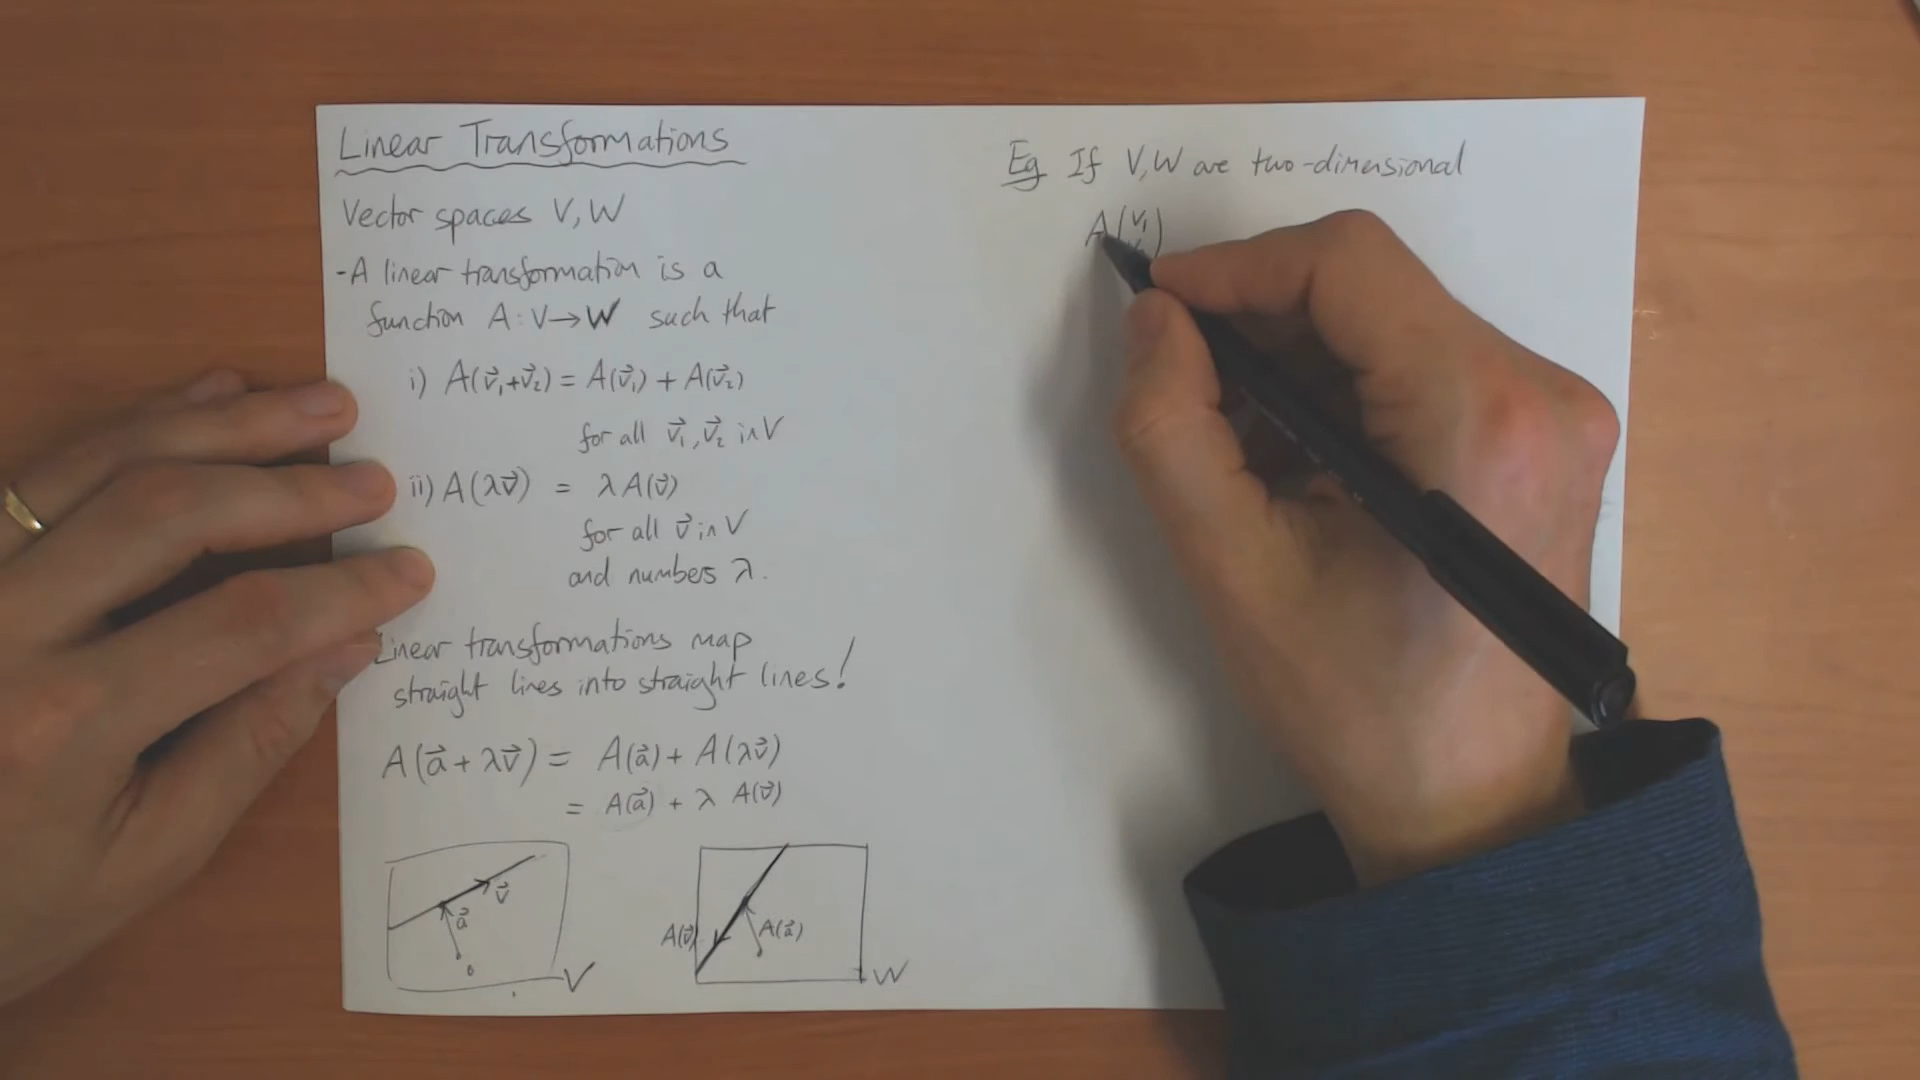 Linear Transformations
Vector spaces V, W
- A linear transformation is a
function A: V → W such that
i) A(v⃗₁+v⃗₂) = A(v⃗₁) + A(v⃗₂)
for all v⃗₁, v⃗₂ in V
ii) A(λv⃗) = λ A(v⃗)
for all v⃗ in V
and numbers λ.
Linear transformations map
straight lines into straight lines!
A(a⃗ + λv⃗) = A(a⃗) + A(λv⃗)
= A(a⃗) + λ A(v⃗)
v⃗
a⃗
0
V
A(v⃗)
A(a⃗)
W
Eg If V, W are two-dimensional
A(v₁